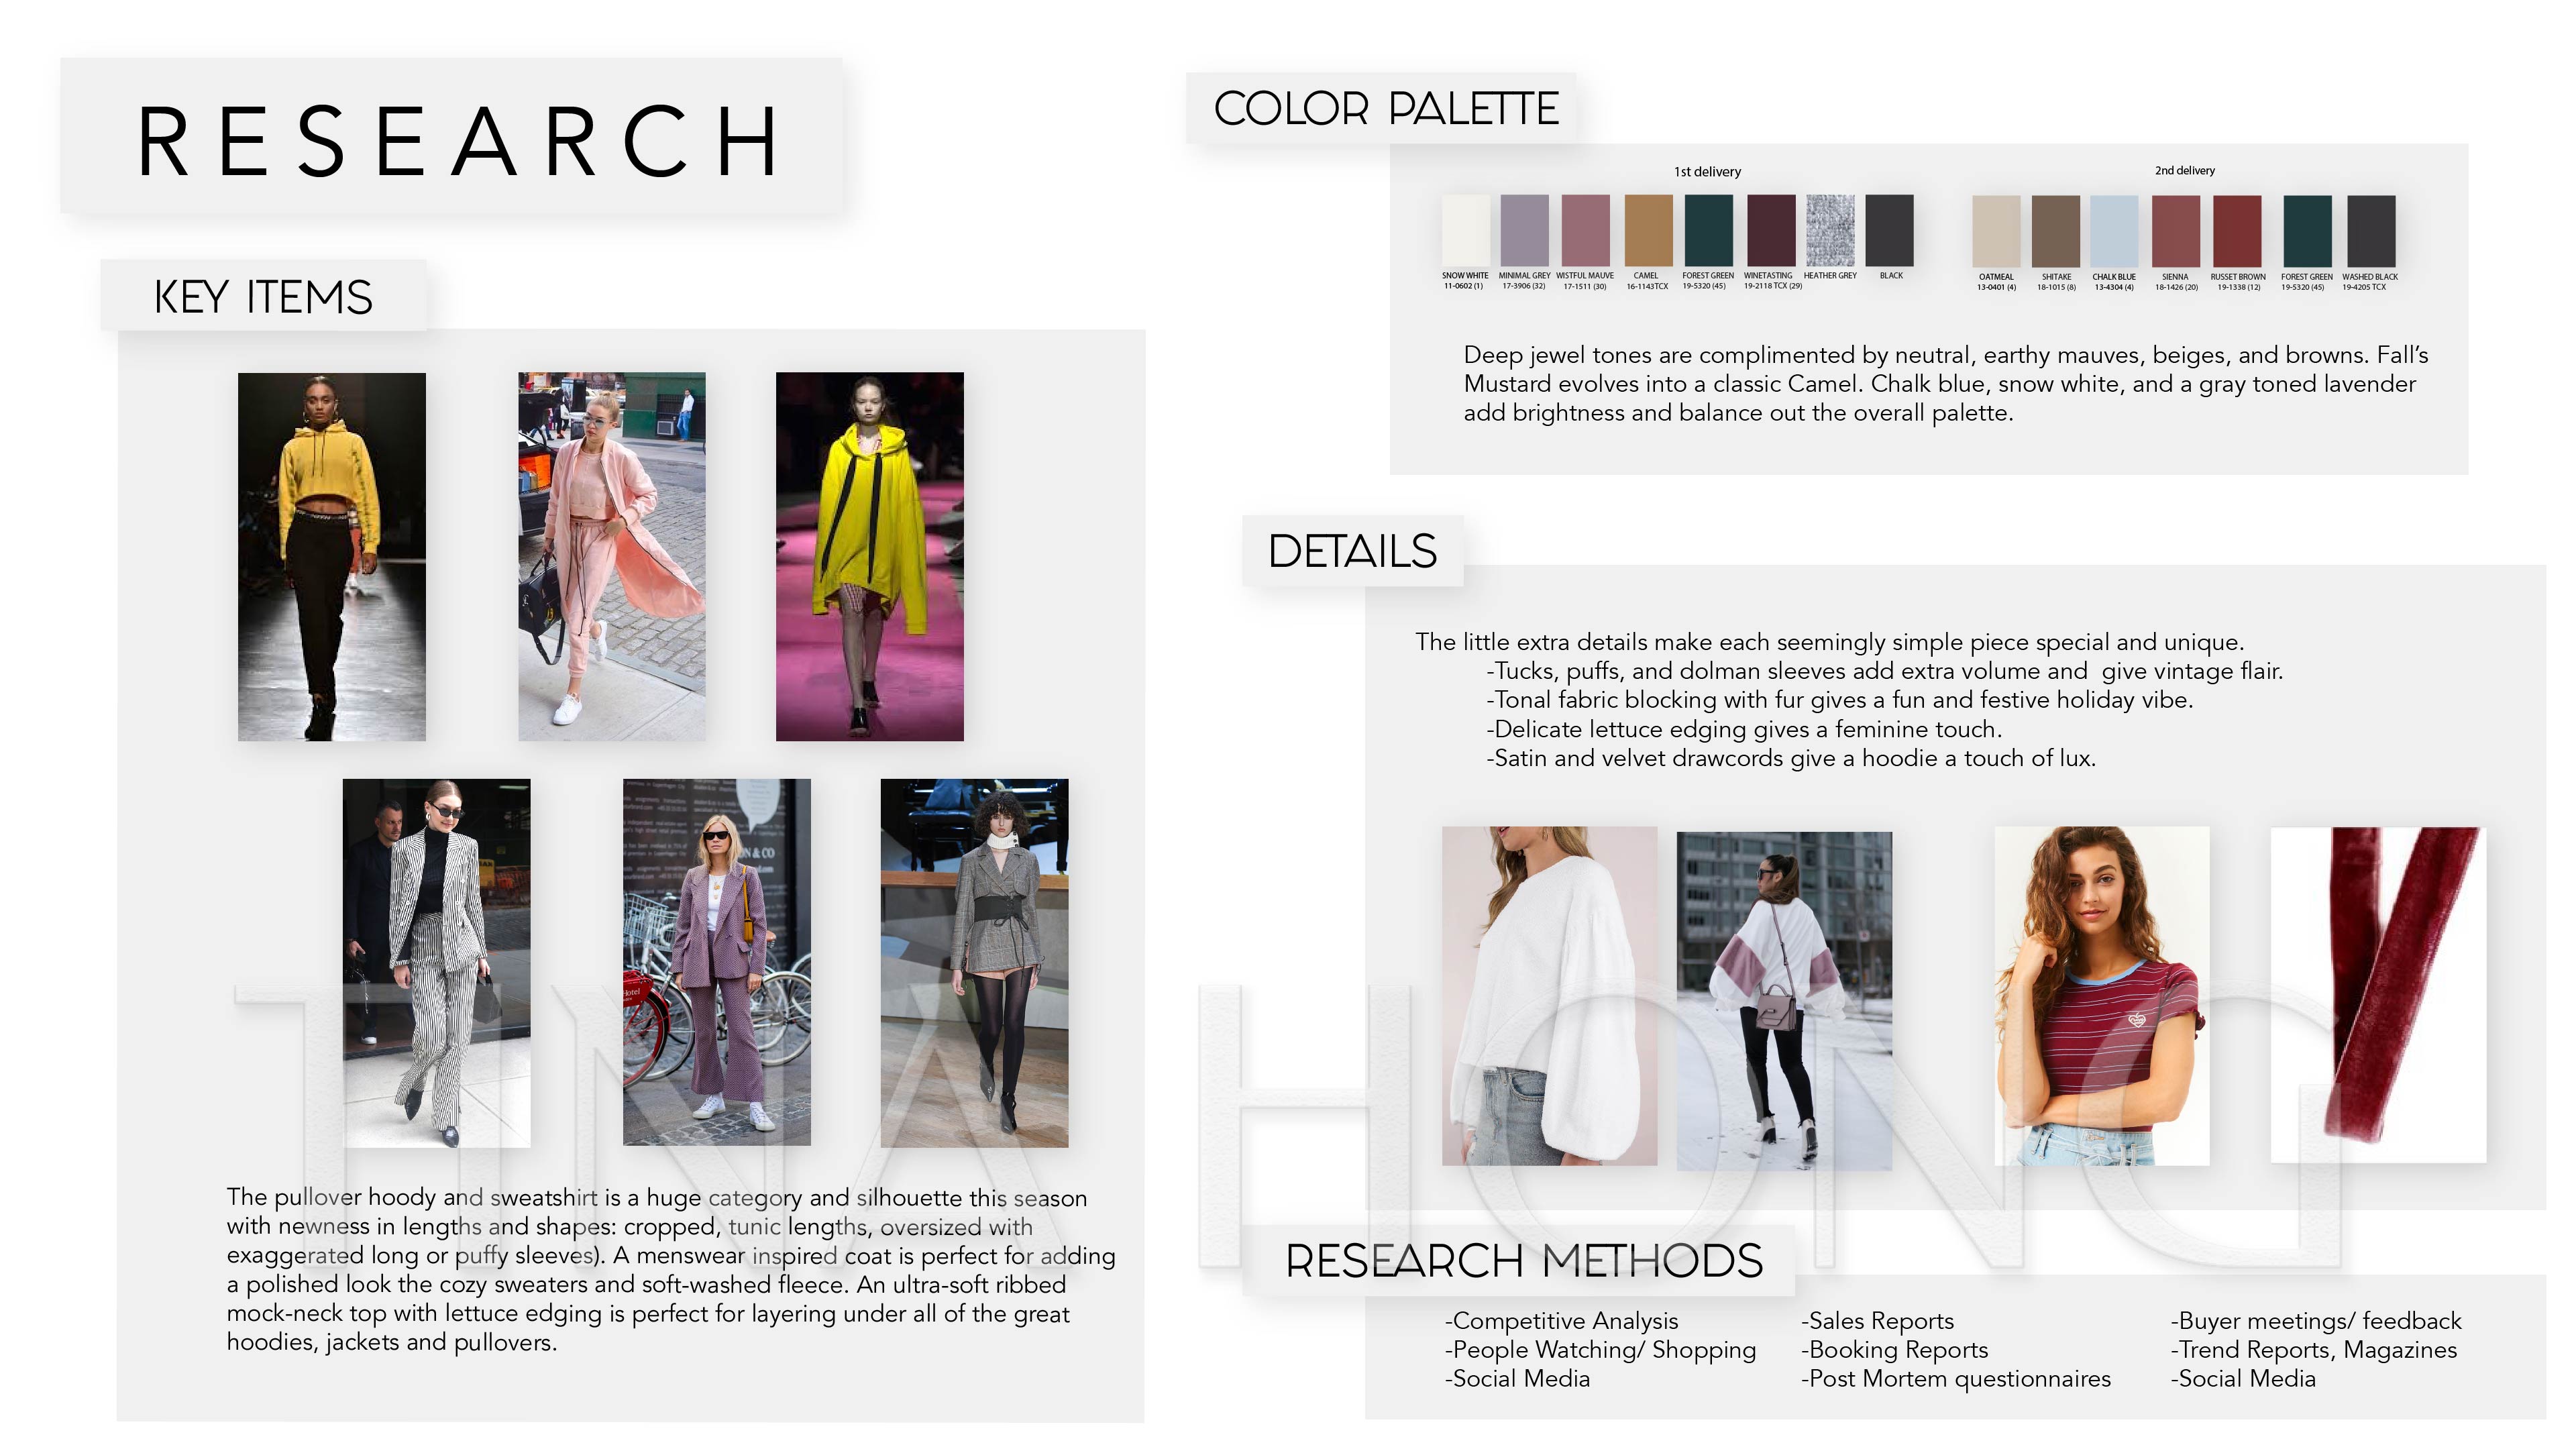 RESEARCH
KEY ITEMS
The pullover hoody and sweatshirt is a huge category and silhouette this season
with newness in lengths and shapes: cropped, tunic lengths, oversized with
exaggerated long or puffy sleeves). A menswear inspired coat is perfect for adding
a polished look the cozy sweaters and soft-washed fleece. An ultra-soft ribbed
mock-neck top with lettuce edging is perfect for layering under all of the great
hoodies, jackets and pullovers.
COLOR PALETTE
1st delivery
SNOW WHITE MINIMAL GREY WISTFUL MAUVE CAMEL FOREST GREEN WINETASTING HEATHER GREY BLACK
11-0602 (1) 17-3906 (32) 17-1511 (30) 16-1143TCX 19-5320 (45) 19-2118 TCX (29)
2nd delivery
OATMEAL SHITAKE CHALK BLUE SIENNA RUSSET BROWN FOREST GREEN WASHED BLACK
13-0401 (4) 18-1015 (8) 13-4304 (4) 18-1426 (20) 19-1338 (12) 19-5320 (45) 19-4205 TCX
Deep jewel tones are complimented by neutral, earthy mauves, beiges, and browns. Fall's
Mustard evolves into a classic Camel. Chalk blue, snow white, and a gray toned lavender
add brightness and balance out the overall palette.
DETAILS
The little extra details make each seemingly simple piece special and unique.
-Tucks, puffs, and dolman sleeves add extra volume and give vintage flair.
-Tonal fabric blocking with fur gives a fun and festive holiday vibe.
-Delicate lettuce edging gives a feminine touch.
-Satin and velvet drawcords give a hoodie a touch of lux.
RESEARCH METHODS
-Competitive Analysis
-People Watching/ Shopping
-Social Media
-Sales Reports
-Booking Reports
-Post Mortem questionnaires
-Buyer meetings/ feedback
-Trend Reports, Magazines
-Social Media
TINA HONG
N & CO
Hotel